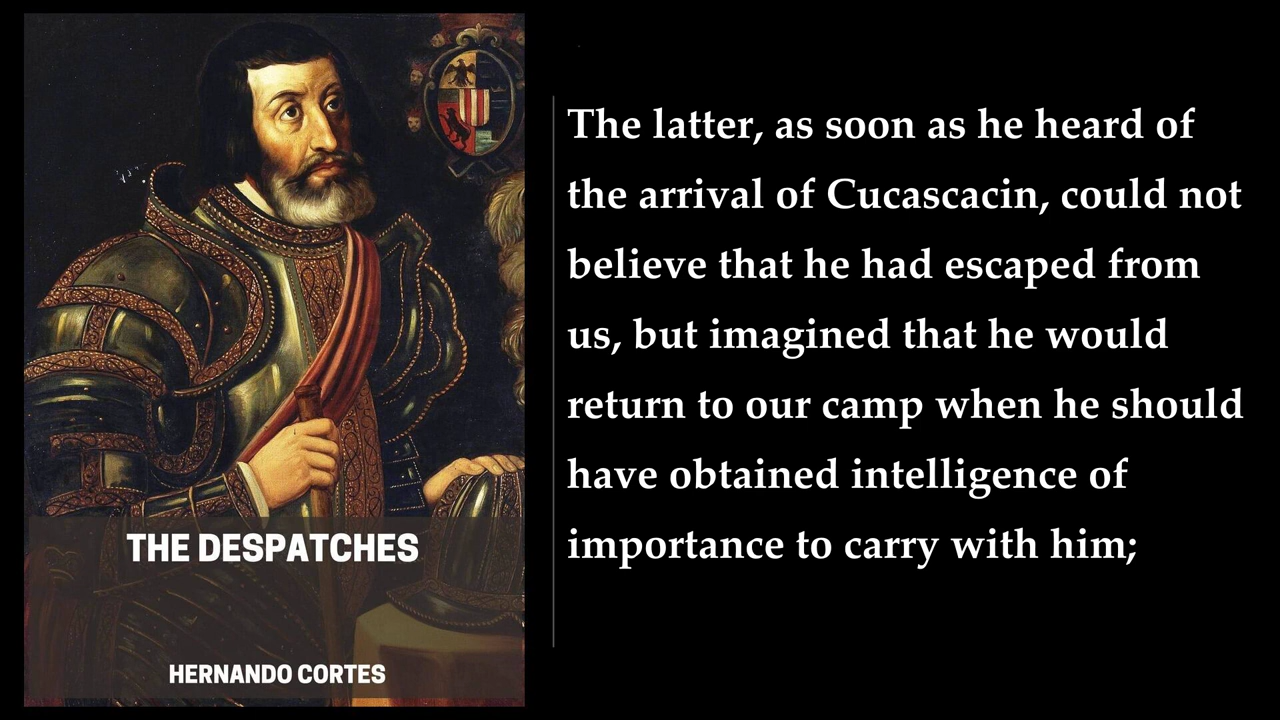 THE DESPATCHES
HERNANDO CORTES
The latter, as soon as he heard of
the arrival of Cucascacin, could not
believe that he had escaped from
us, but imagined that he would
return to our camp when he should
have obtained intelligence of
importance to carry with him;